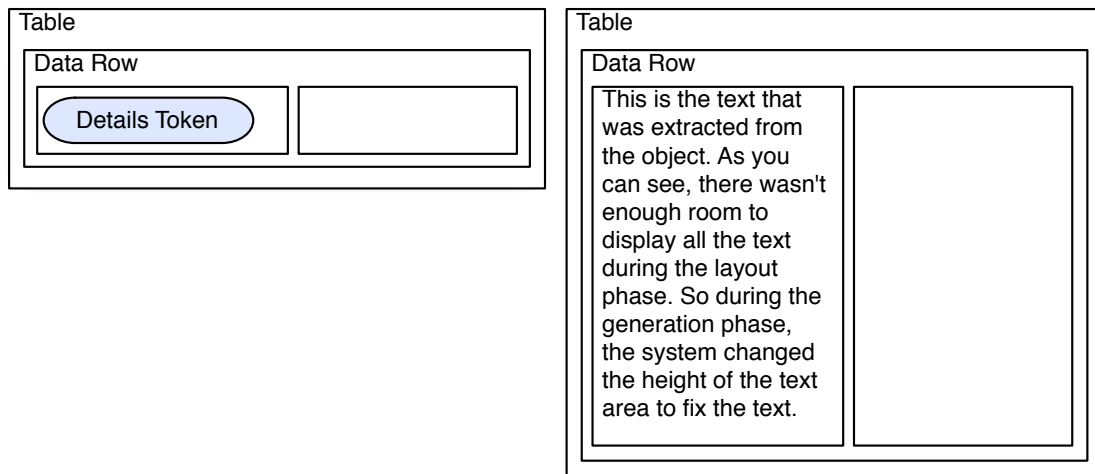 Table
Data Row
Details Token
Table
Data Row
This is the text that
was extracted from
the object. As you
can see, there wasn't
enough room to
display all the text
during the layout
phase. So during the
generation phase,
the system changed
the height of the text
area to fix the text.